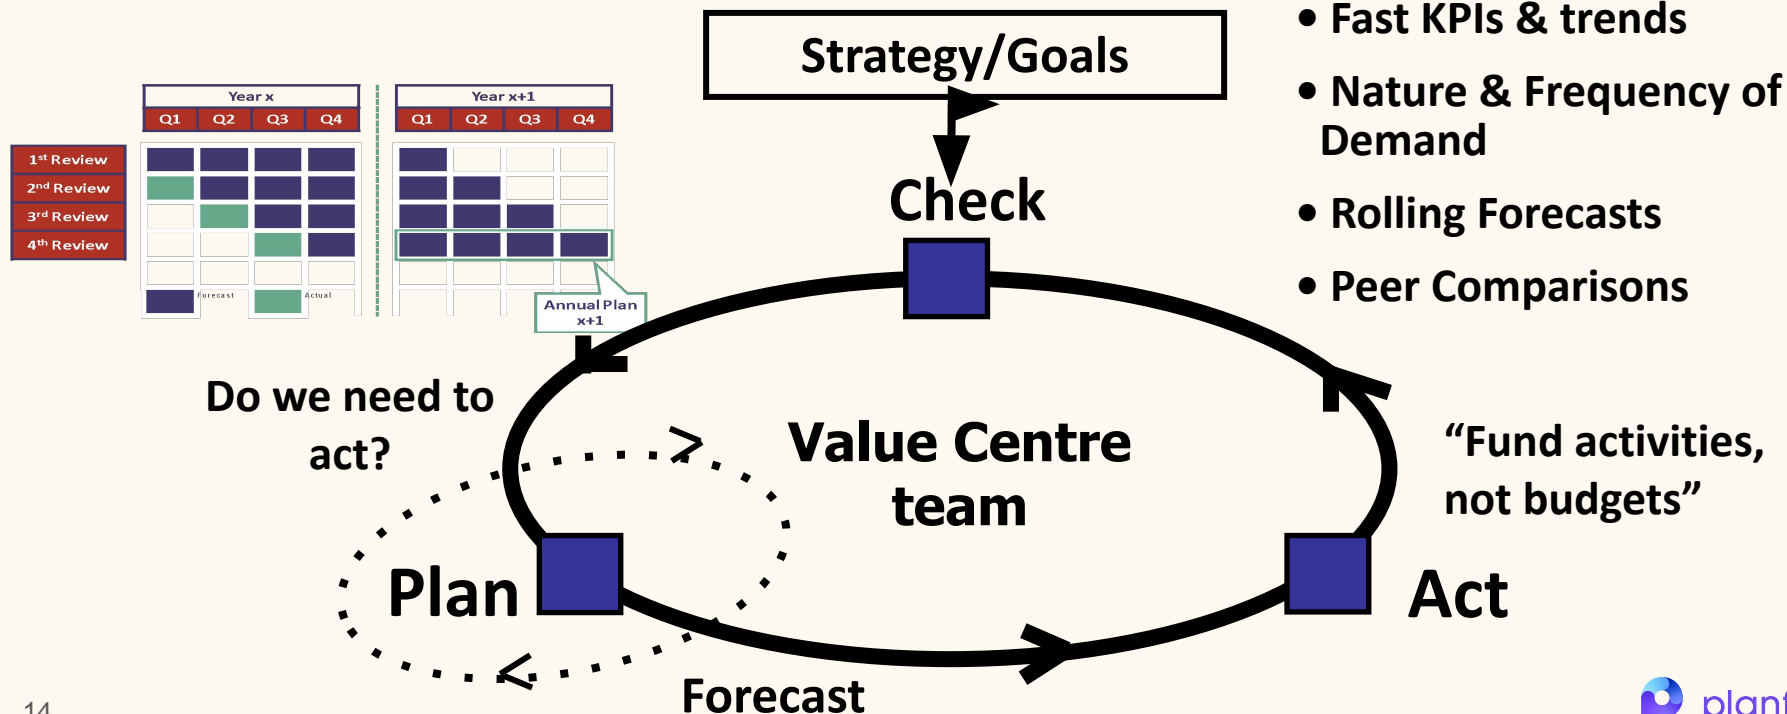 Strategy/Goals
• Fast KPIs & trends
• Nature & Frequency of
Demand
• Rolling Forecasts
• Peer Comparisons
Year x
Year x+1
Q1 Q2 Q3 Q4
Q1 Q2 Q3 Q4
1st Review
2nd Review
3rd Review
4th Review
Forecast
Actual
Annual Plan
x+1
Check
Do we need to
act?
Value Centre
team
“Fund activities,
not budgets”
Plan
Act
Forecast
14